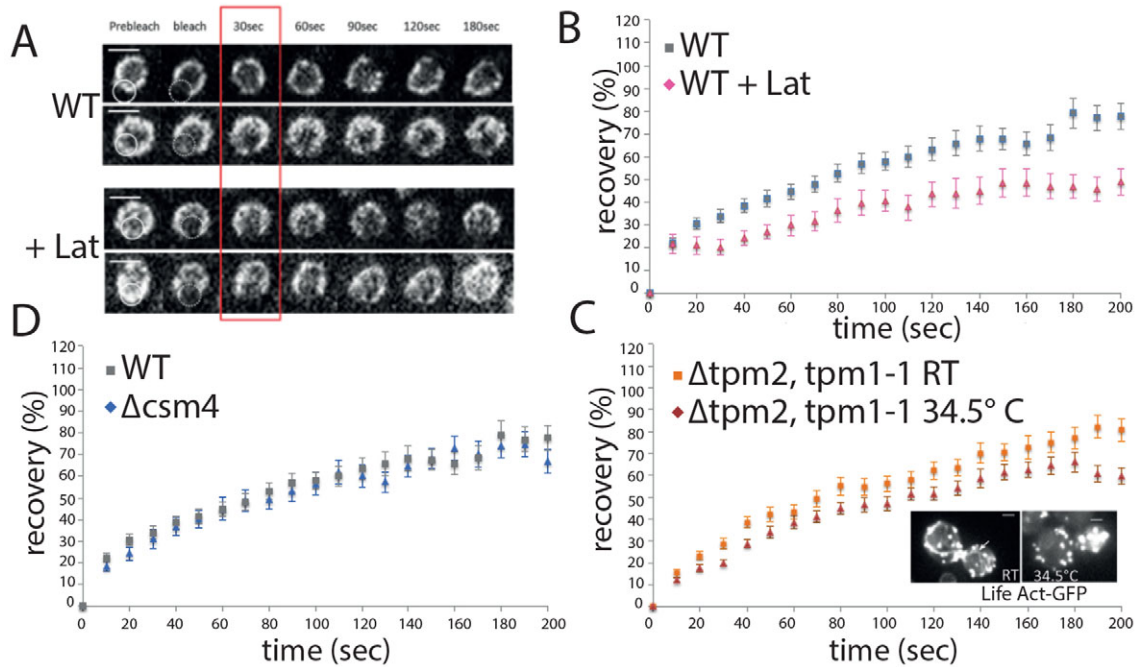 A
Prebleach bleach 30sec 60sec 90sec 120sec 180sec
WT
+ Lat
B
120
110
100
90
80
70
60
50
40
30
20
10
0
recovery (%)
WT
WT + Lat
0 20 40 60 80 100 120 140 160 180 200
time (sec)
D
120
110
100
90
80
70
60
50
40
30
20
10
0
recovery (%)
WT
Δcsm4
0 20 40 60 80 100 120 140 160 180 200
time (sec)
C
120
110
100
90
80
70
60
50
40
30
20
10
0
recovery (%)
Δtpm2, tpm1-1 RT
Δtpm2, tpm1-1 34.5° C
RT
34.5°C
Life Act-GFP
0 20 40 60 80 100 120 140 160 180 200
time (sec)